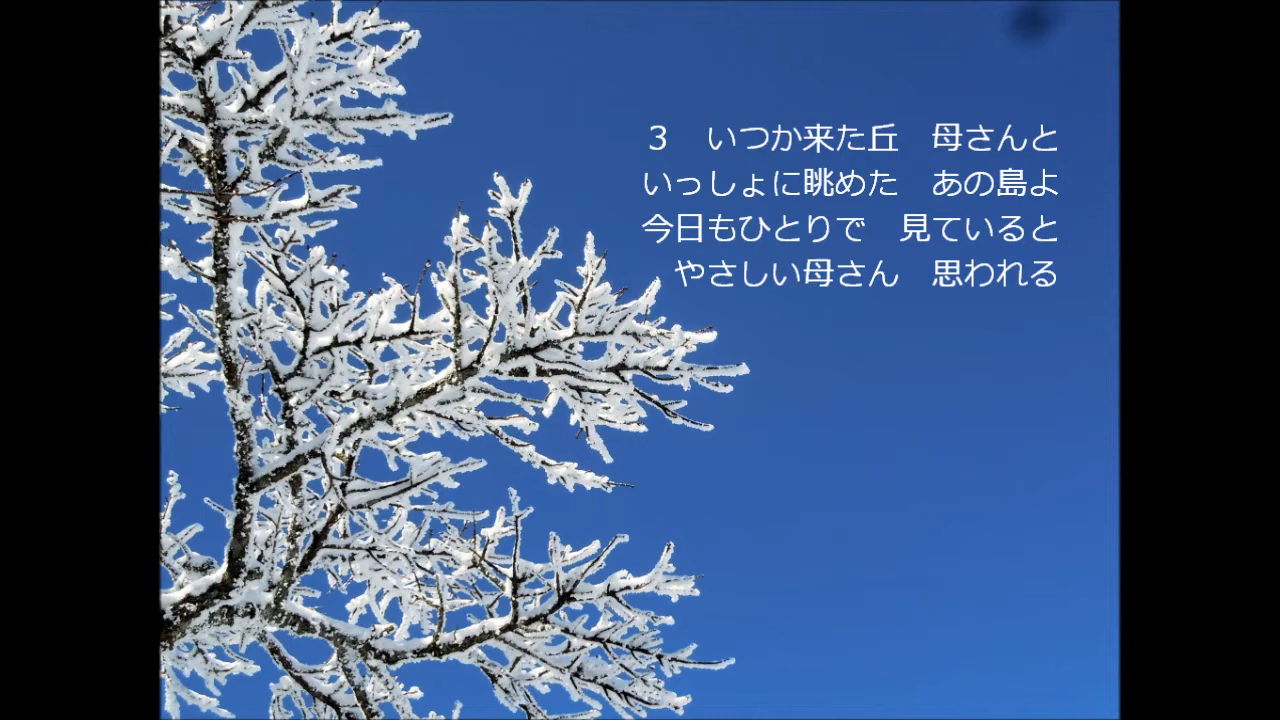 ３　いつか来た丘　母さんと
いっしょに眺めた　あの島よ
今日もひとりで　見ていると
やさしい母さん　思われる